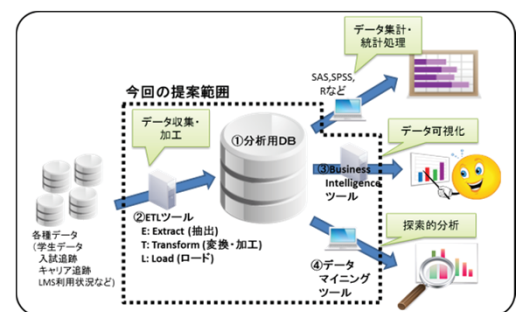 データ集計・
統計処理
今回の提案範囲
SAS,SPSS,
Rなど
データ収集・
加工
①分析用DB
データ可視化
③Business
Intelligence
ツール
②ETLツール
E: Extract (抽出)
T: Transform (変換・加工)
L: Load (ロード)
各種データ
(学生データ
入試追跡
キャリア追跡
LMS利用状況など)
探索的分析
④データ
マイニング
ツール